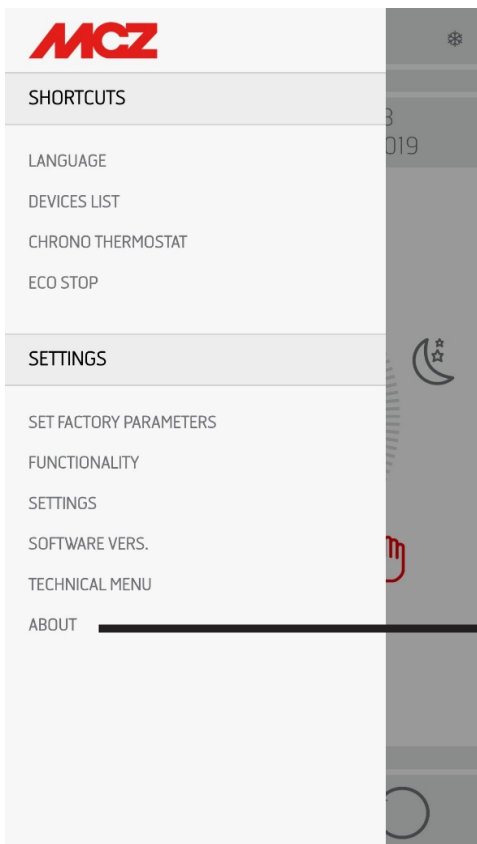 MCZ
SHORTCUTS
LANGUAGE
DEVICES LIST
CHRONO THERMOSTAT
ECO STOP
SETTINGS
SET FACTORY PARAMETERS
FUNCTIONALITY
SETTINGS
SOFTWARE VERS.
TECHNICAL MENU
ABOUT